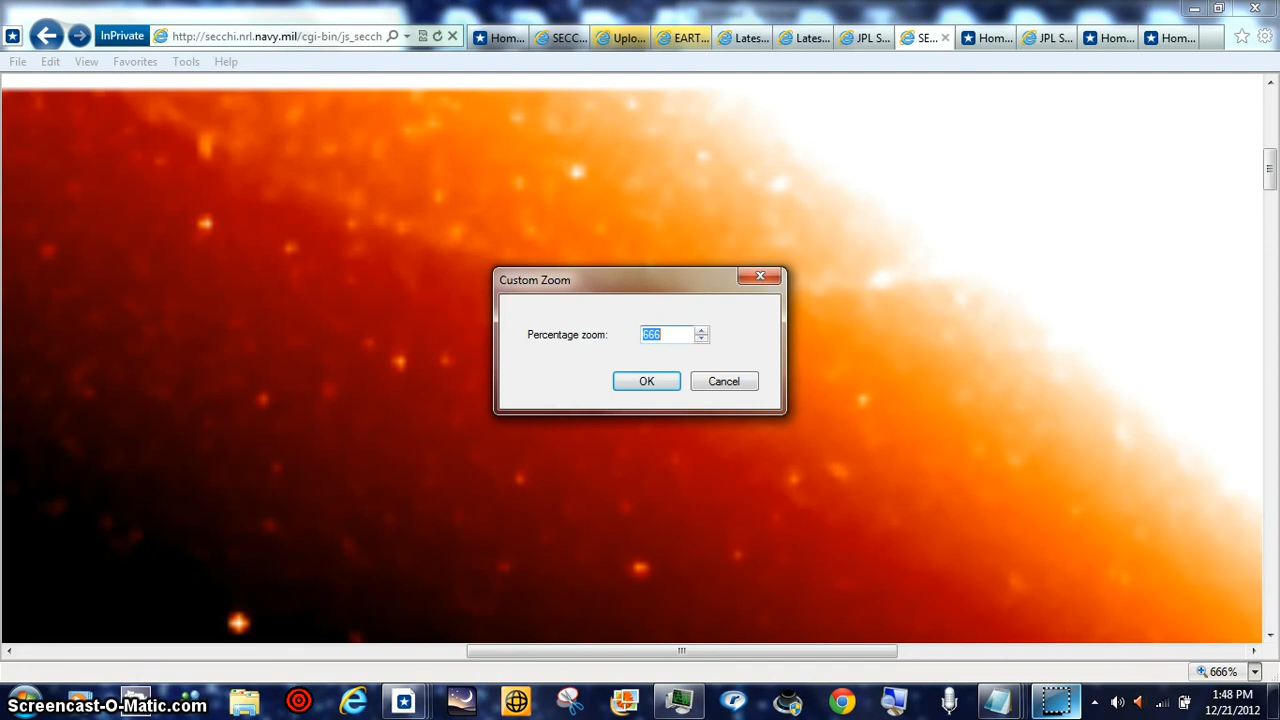 InPrivate
http://secchi.nrl.navy.mil/cgi-bin/js_secch
Hom...
SECC...
Uplo...
EART...
Lates...
Lates...
JPL S...
SE...
Hom...
JPL S...
Hom...
Hom...
File Edit View Favorites Tools Help
Custom Zoom
Percentage zoom: 666
OK Cancel
666%
Screencast-O-Matic.com
1:48 PM
12/21/2012